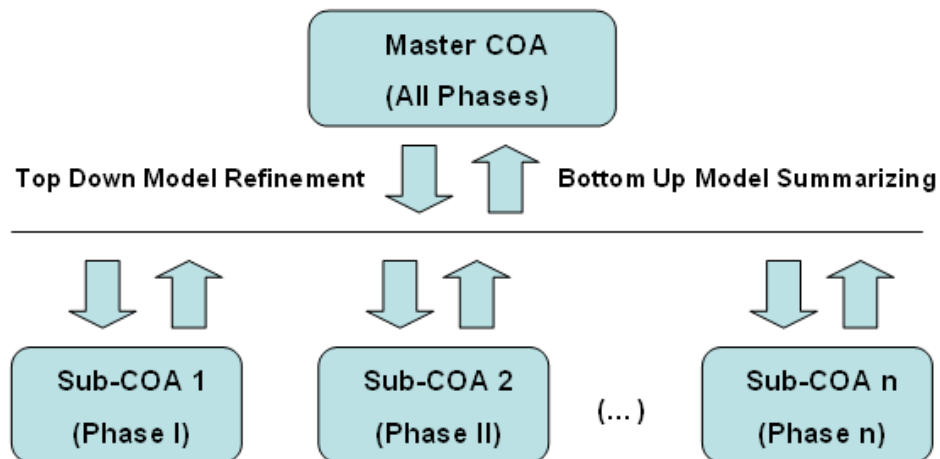 Master COA
(All Phases)
Top Down Model Refinement
Bottom Up Model Summarizing
Sub-COA 1
(Phase I)
Sub-COA 2
(Phase II)
(...)
Sub-COA n
(Phase n)